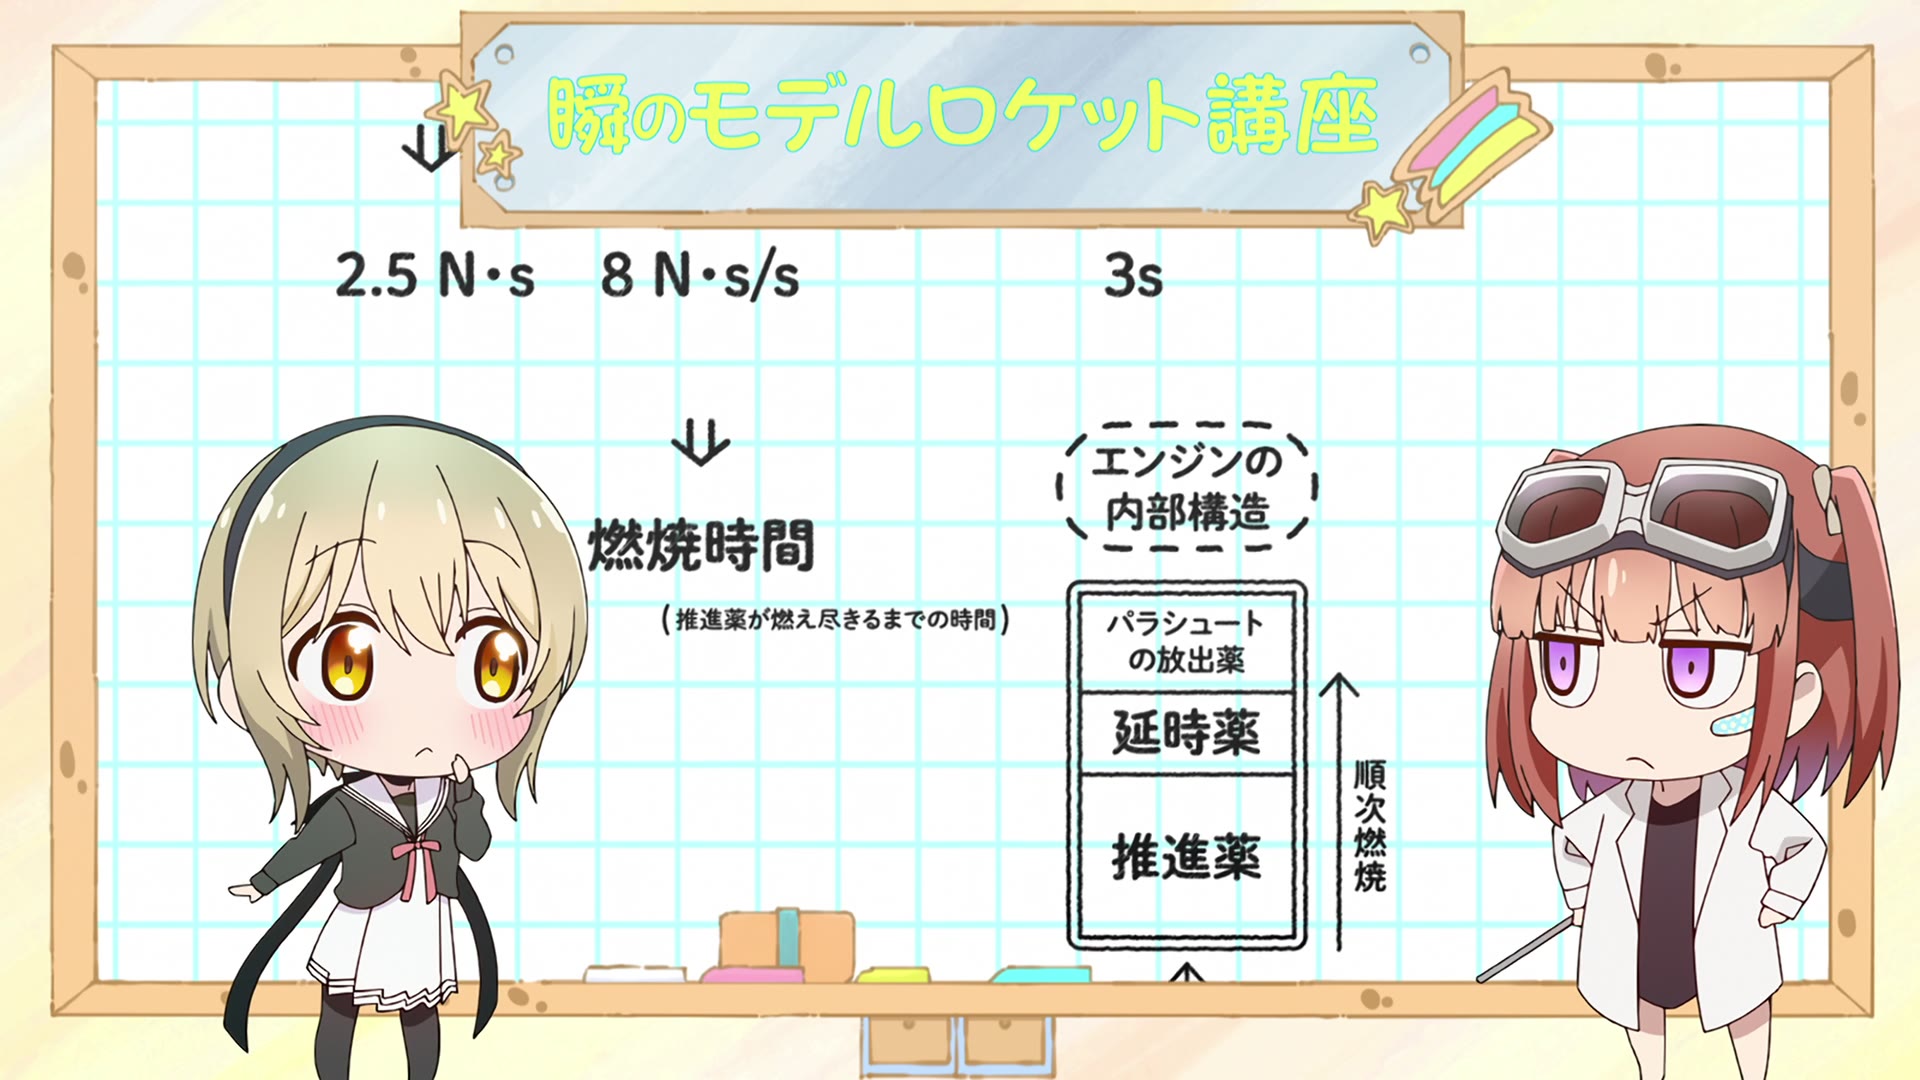 瞬のモデルロケット講座
2.5 N・s 8 N・s/s 3s
燃焼時間
(推進薬が燃え尽きるまでの時間)
エンジンの
内部構造
パラシュート
の放出薬
延時薬
推進薬
順次燃焼